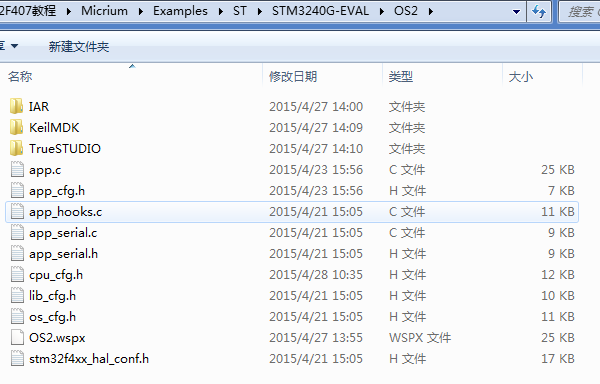 2F407教程 ▸ Micrium ▸ Examples ▸ ST ▸ STM3240G-EVAL ▸ OS2 ▸ 搜索
享 ▼ 新建文件夹
名称 修改日期 类型 大小
IAR 2015/4/27 14:00 文件夹
KeilMDK 2015/4/27 14:09 文件夹
TrueSTUDIO 2015/4/27 14:10 文件夹
app.c 2015/4/23 15:56 C 文件 25 KB
app_cfg.h 2015/4/23 15:56 H 文件 7 KB
app_hooks.c 2015/4/21 15:05 C 文件 11 KB
app_serial.c 2015/4/21 15:05 C 文件 9 KB
app_serial.h 2015/4/21 15:05 H 文件 9 KB
cpu_cfg.h 2015/4/28 10:35 H 文件 12 KB
lib_cfg.h 2015/4/21 15:05 H 文件 10 KB
os_cfg.h 2015/4/21 15:05 H 文件 11 KB
OS2.wspx 2015/4/27 13:55 WSPX 文件 25 KB
stm32f4xx_hal_conf.h 2015/4/21 15:05 H 文件 17 KB